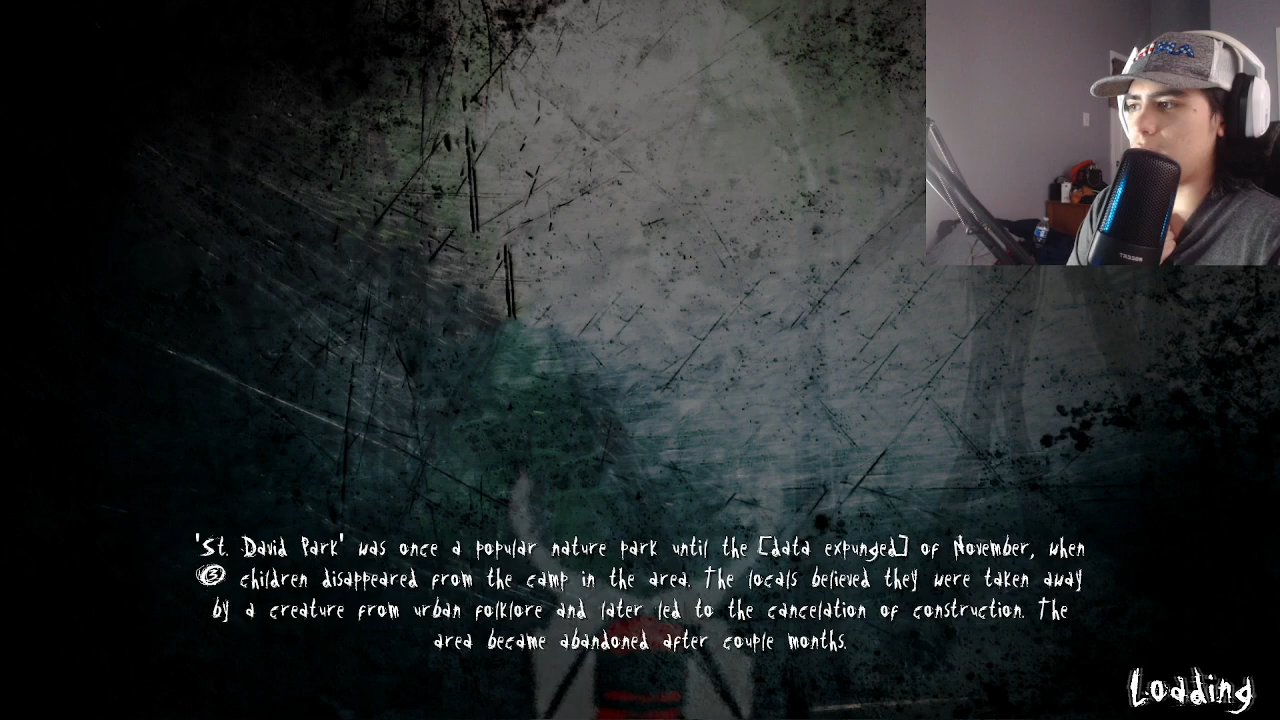 'St. David Park' was once a popular nature park until the [data expunged] of November, when
③ children disappeared from the camp in the area. The locals believed they were taken away
by a creature from urban folklore and later led to the cancelation of construction. The
area became abandoned after couple months.
Loading